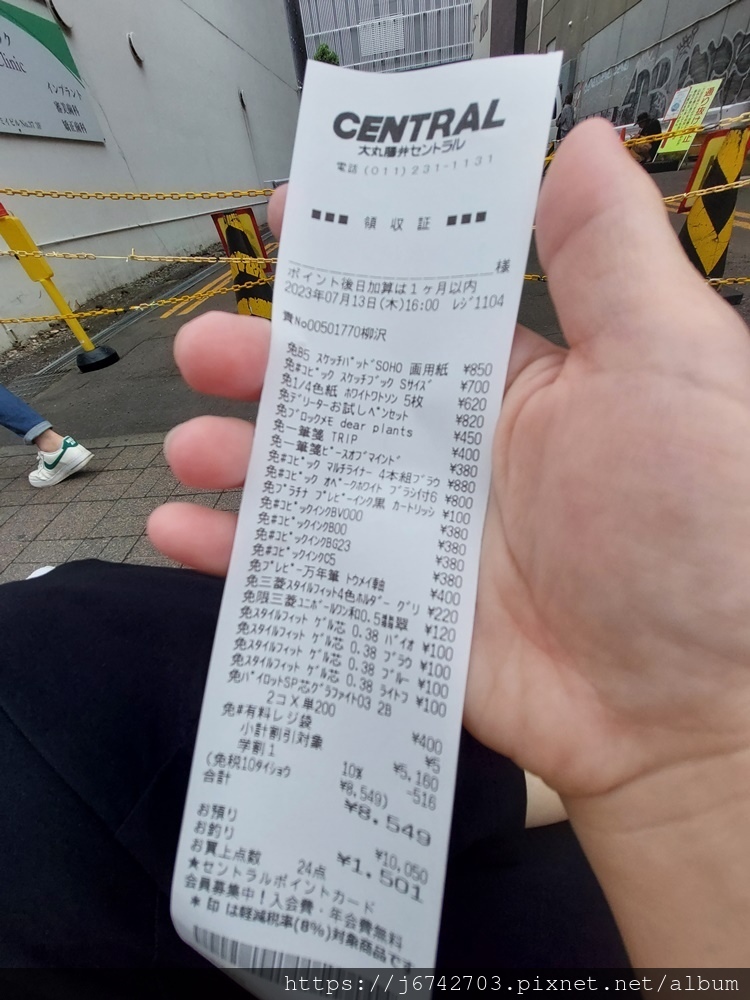 ック
Clinic
インプラント
審美歯科
矯正歯科
CENTRAL
大丸藤井セントラル
電話(011)231-1131
■■■ 領収証 ■■■
様
ポイント後日加算は1ヶ月以内
2023年07月13日(木)16:00 レジ1104
責No00501770柳沢
免B5 スケッチパッドSOHO 画用紙 ¥850
免#コピック スケッチブック Sサイズ ¥700
免1/4色紙 ホワイトワトソン 5枚 ¥620
免デリーターお試しペンセット ¥820
免ブロックメモ dear plants ¥450
免一筆箋 TRIP ¥400
免一筆箋ピースオブマインド ¥380
免#コピック マルチライナー 4本組ブラウ ¥880
免#コピック オペークホワイト ブラシ付6 ¥800
免プラチナ プレピーインク黒 カートリッジ ¥100
免#コピックインクBV000 ¥380
免#コピックインクB00 ¥380
免#コピックインクBG23 ¥380
免#コピックインクC5 ¥380
免プレピー万年筆 トウメイ軸 ¥400
免三菱スタイルフィット4色ホルダー グリ ¥220
免限三菱ユニボールワン和0.5翡翠 ¥120
免スタイルフィット ゲル芯 0.38 バイオ ¥100
免スタイルフィット ゲル芯 0.38 ブラウ ¥100
免スタイルフィット ゲル芯 0.38 ブルー ¥100
免スタイルフィット ゲル芯 0.38 ライトフ ¥100
免パイロットSP芯グラファイト03 2B
2コX単200 ¥400
免#有料レジ袋 ¥5
小計割引対象 ¥5,160
学割1 10% -516
(免税10タイショウ ¥8,549)
合計 ¥8,549
お預り ¥10,050
お釣り ¥1,501
お買上点数 24点
★セントラルポイントカード
会員募集中!入会費・年会費無料
* 印 は軽減税率(8%)対象商品です
https://j6742703.pixnet.net/album